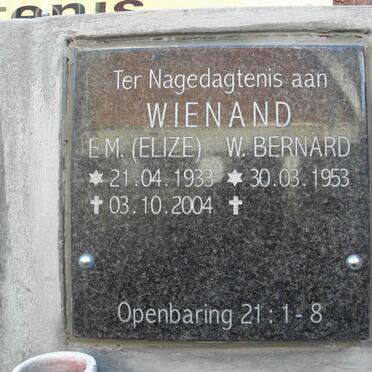 tenis
Ter Nagedagtenis aan
WIENAND
E.M. (ELIZE) W. BERNARD
21.04.1933 30.03.1953
03.10.2004
Openbaring 21:1-8